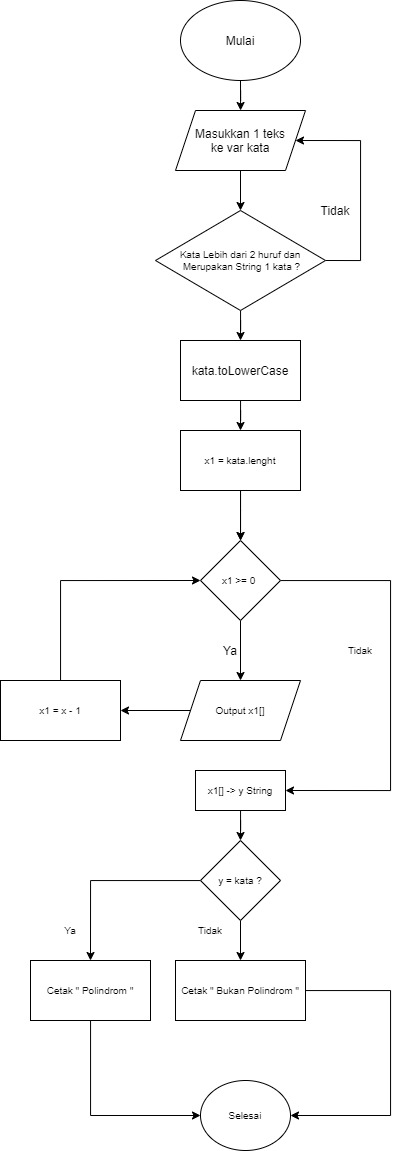 Mulai
Masukkan 1 teks
ke var kata
Tidak
Kata Lebih dari 2 huruf dan
Merupakan String 1 kata ?
kata.toLowerCase
x1 = kata.lenght
x1 >= 0
Ya
Tidak
x1 = x - 1
Output x1[]
x1[] -> y String
y = kata ?
Ya
Tidak
Cetak " Polindrom "
Cetak " Bukan Polindrom "
Selesai